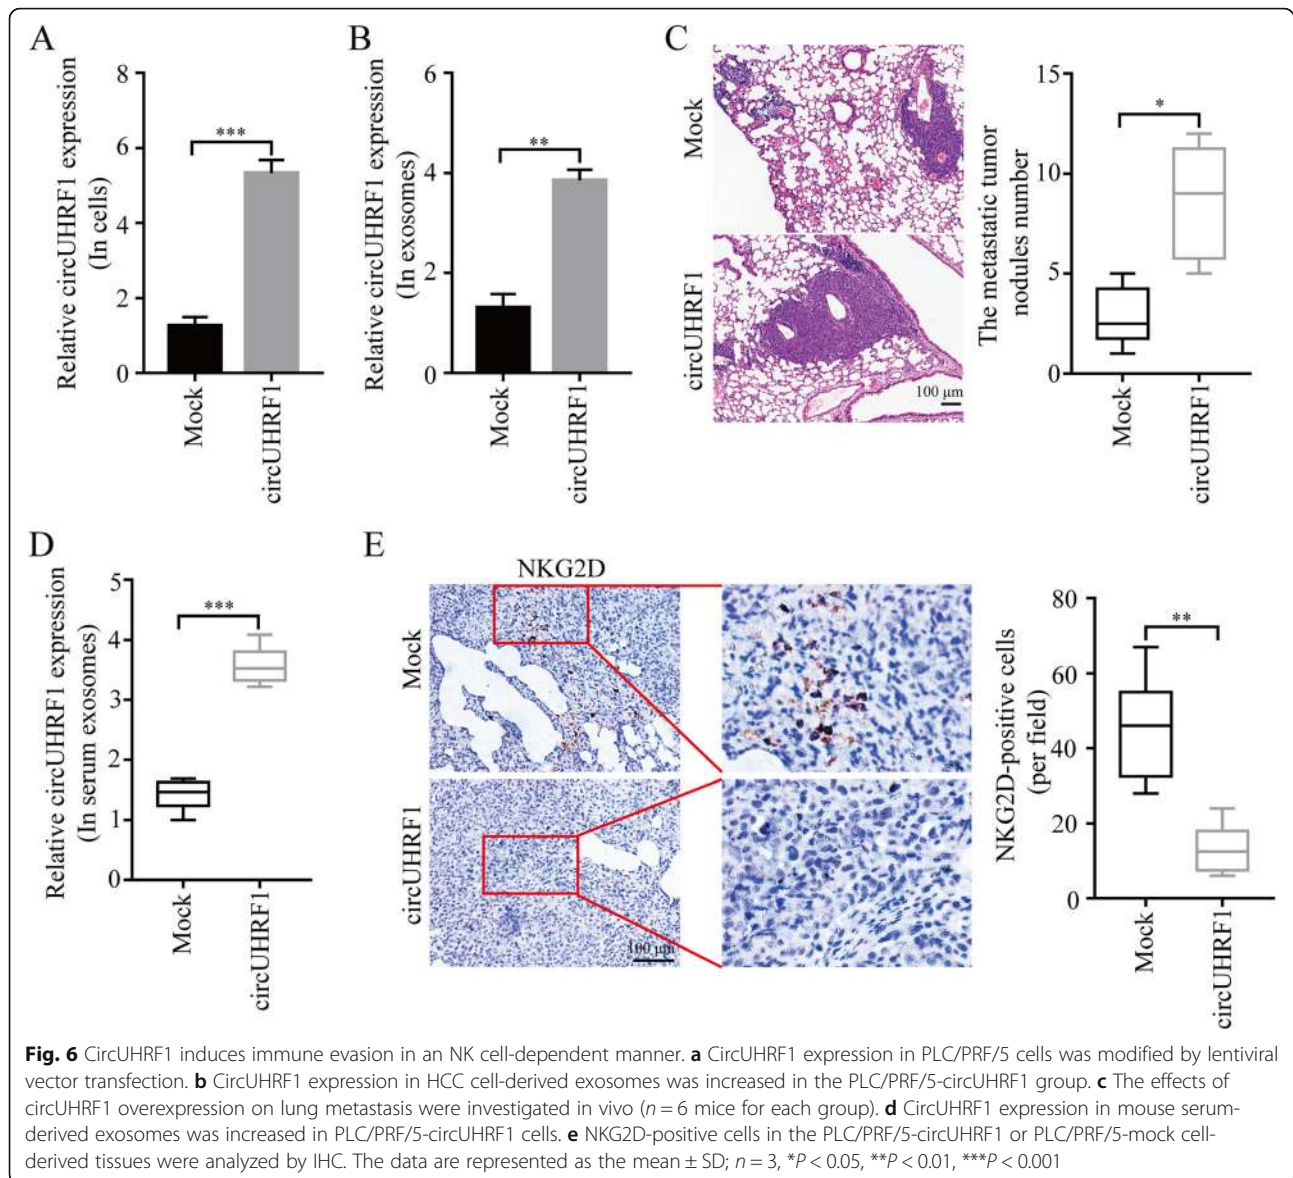 A
Relative circUHRF1 expression
(In cells)
8
6
4
2
0
***
Mock
circUHRF1
B
Relative circUHRF1 expression
(In exosomes)
6
4
2
0
**
Mock
circUHRF1
C
Mock
circUHRF1
100 μm
The metastatic tumor
nodules number
15
10
5
0
*
Mock
circUHRF1
D
Relative circUHRF1 expression
(In serum exosomes)
5
4
3
2
1
0
***
Mock
circUHRF1
E
NKG2D
Mock
circUHRF1
100 μm
NKG2D-positive cells
(per field)
80
60
40
20
0
**
Mock
circUHRF1
Fig. 6 CircUHRF1 induces immune evasion in an NK cell-dependent manner. a CircUHRF1 expression in PLC/PRF/5 cells was modified by lentiviral
vector transfection. b CircUHRF1 expression in HCC cell-derived exosomes was increased in the PLC/PRF/5-circUHRF1 group. c The effects of
circUHRF1 overexpression on lung metastasis were investigated in vivo (n = 6 mice for each group). d CircUHRF1 expression in mouse serum-
derived exosomes was increased in PLC/PRF/5-circUHRF1 cells. e NKG2D-positive cells in the PLC/PRF/5-circUHRF1 or PLC/PRF/5-mock cell-
derived tissues were analyzed by IHC. The data are represented as the mean ± SD; n = 3, *P < 0.05, **P < 0.01, ***P < 0.001